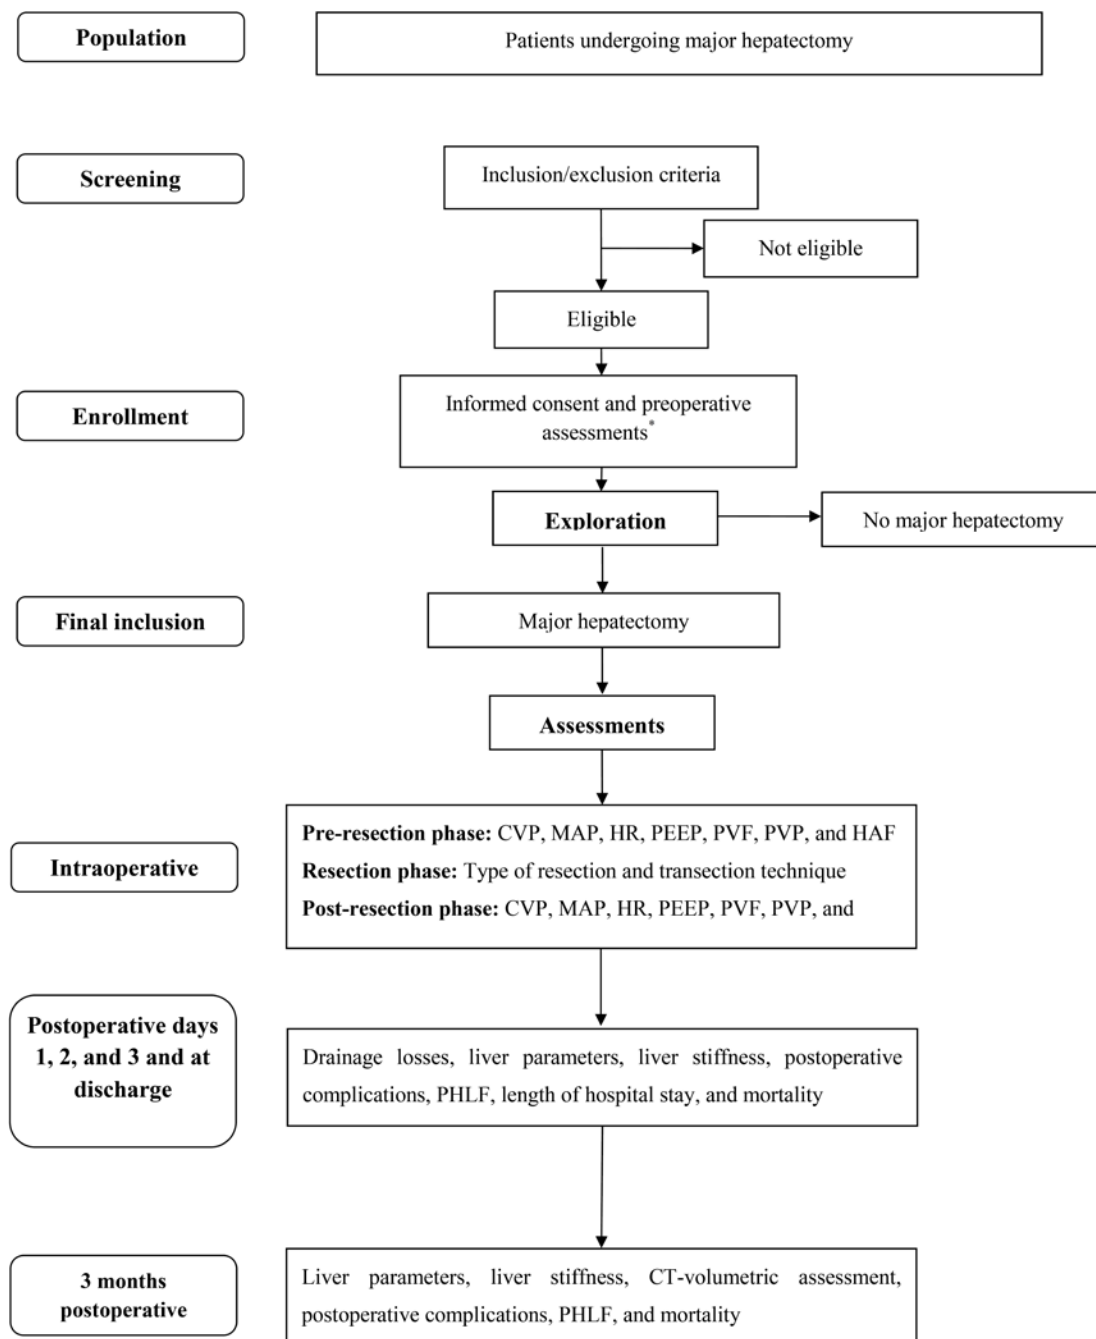 Population
Patients undergoing major hepatectomy
Screening
Inclusion/exclusion criteria
Not eligible
Eligible
Enrollment
Informed consent and preoperative
assessments*
Exploration
No major hepatectomy
Final inclusion
Major hepatectomy
Assessments
Intraoperative
Pre-resection phase: CVP, MAP, HR, PEEP, PVF, PVP, and HAF
Resection phase: Type of resection and transection technique
Post-resection phase: CVP, MAP, HR, PEEP, PVF, PVP, and
Postoperative days
1, 2, and 3 and at
discharge
Drainage losses, liver parameters, liver stiffness, postoperative
complications, PHLF, length of hospital stay, and mortality
3 months
postoperative
Liver parameters, liver stiffness, CT-volumetric assessment,
postoperative complications, PHLF, and mortality